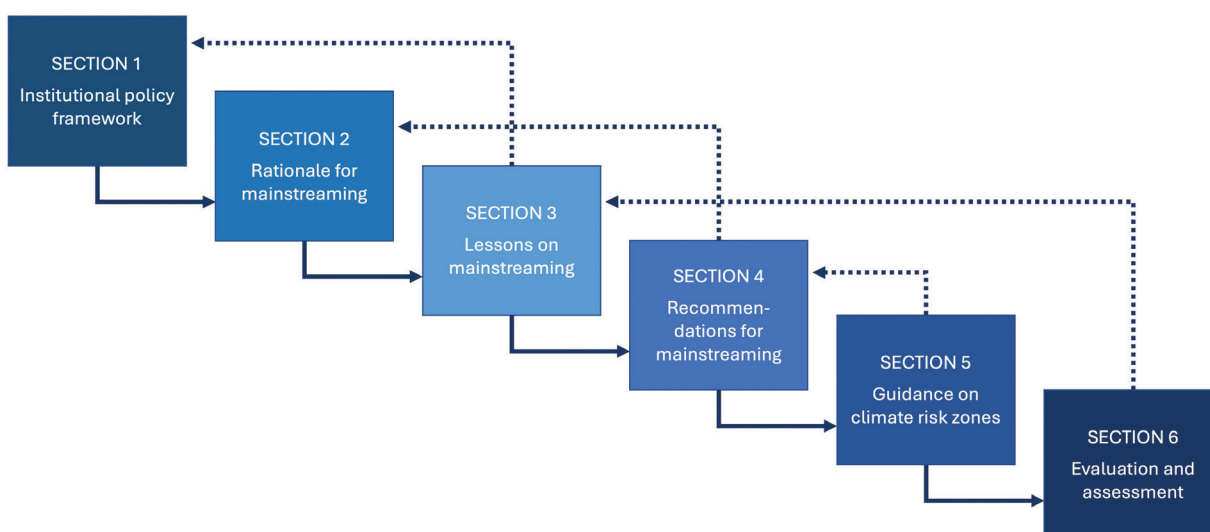 SECTION 1
Institutional policy
framework
SECTION 2
Rationale for
mainstreaming
SECTION 3
Lessons on
mainstreaming
SECTION 4
Recommen-
dations for
mainstreaming
SECTION 5
Guidance on
climate risk zones
SECTION 6
Evaluation and
assessment